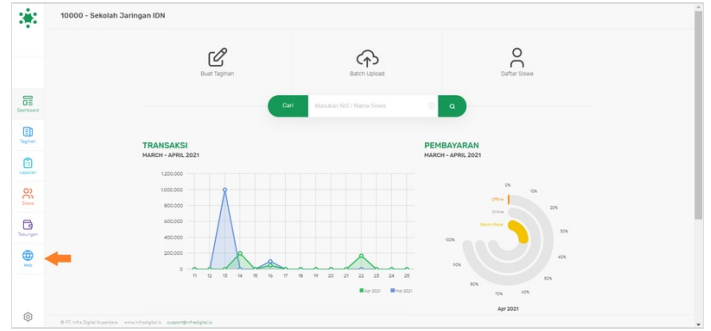 10000 - Sekolah Jaringan IDN
Buat Tagihan
Batch Upload
Daftar Siswa
Cari
Masukan NIS / Nama Siswa
Dashboard
Tagihan
Laporan
Siswa
Tabungan
TRANSAKSI
MARCH - APRIL 2021
1,200,000
1,000,000
800,000
600,000
400,000
200,000
0
11 12 13 14 15 16 17 18 19 20 21 22 23 24 25
Apr 2021
Mar 2021
PEMBAYARAN
MARCH - APRIL 2021
Offline
Online
Belum Bayar
0%
10%
20%
30%
40%
60%
70%
80%
90%
100%
Apr 2021
© PT. Infra Digital Nusantara www.infradigital.io support@infradigital.io